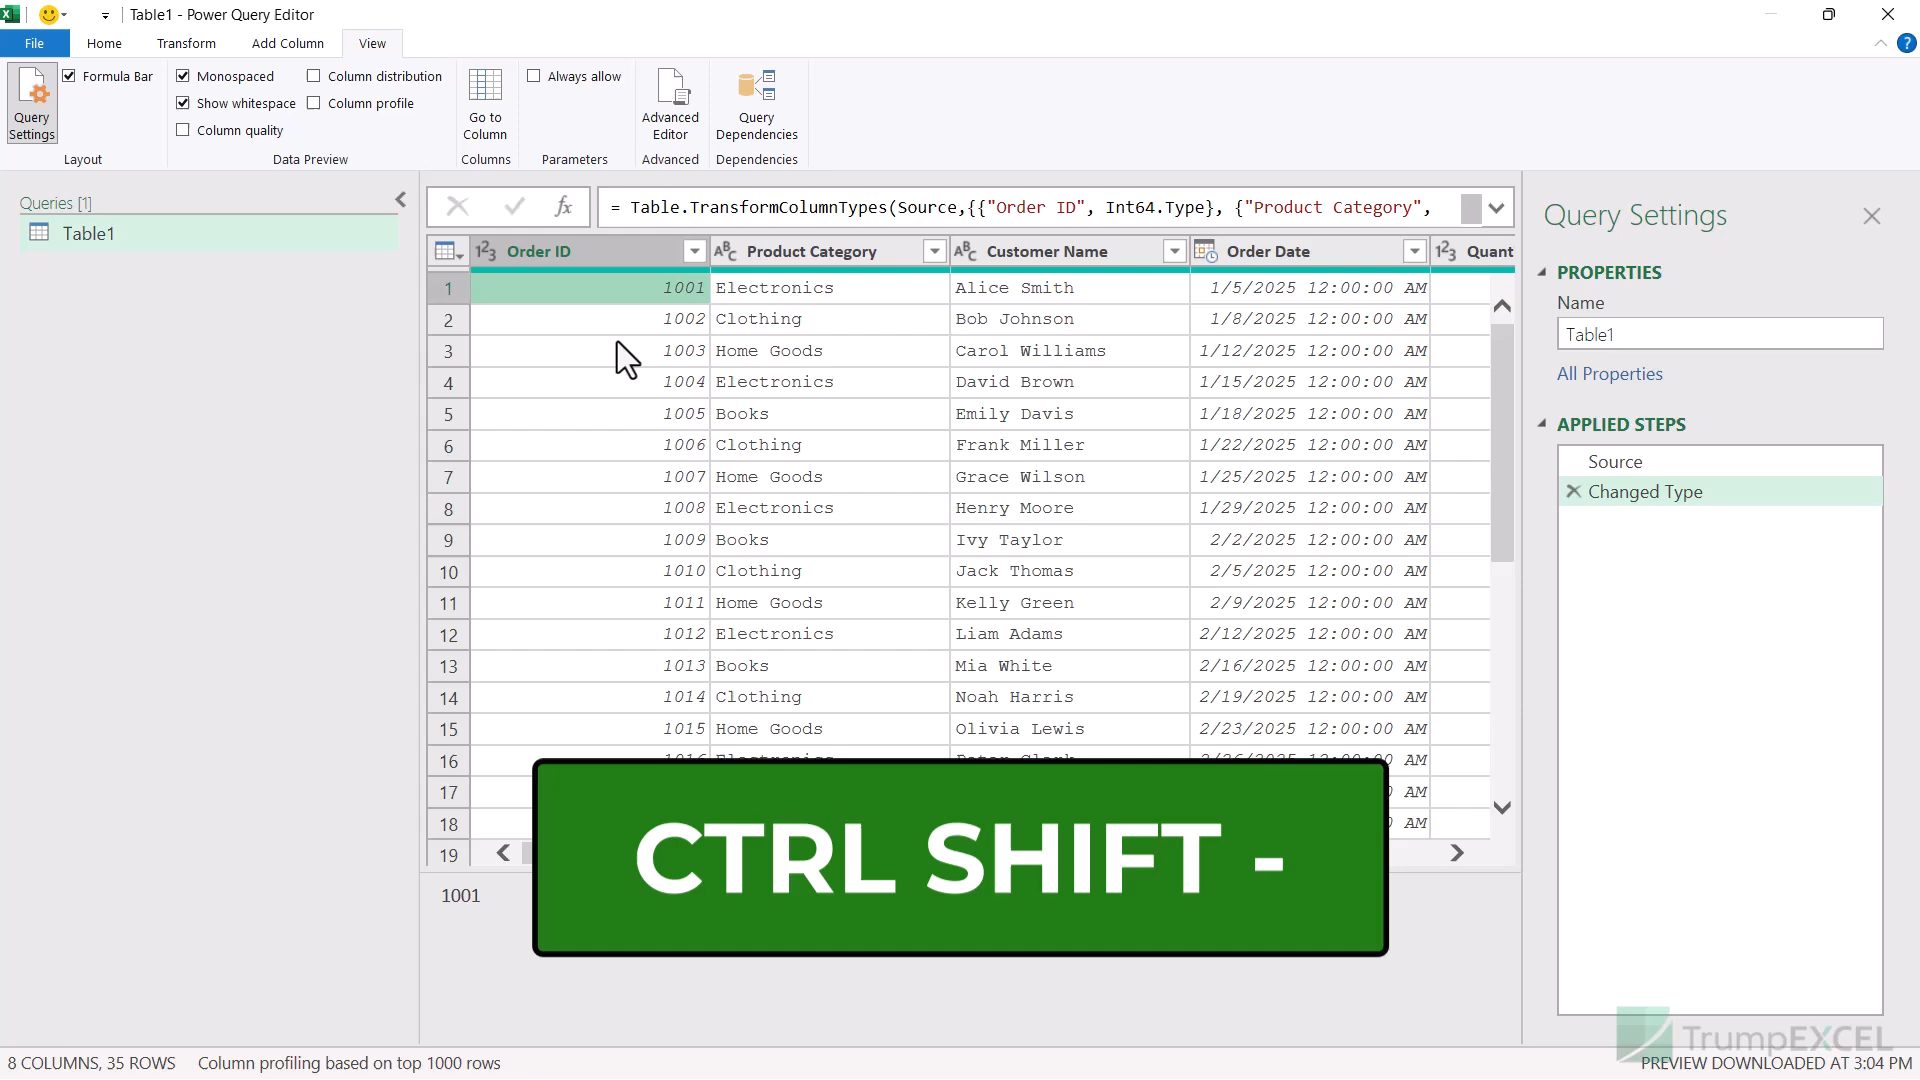 Table1 - Power Query Editor
File Home Transform Add Column View
Query Settings
Formula Bar
Layout
Monospaced
Show whitespace
Column quality
Column distribution
Column profile
Data Preview
Go to Column
Columns
Always allow
Parameters
Advanced Editor
Advanced
Query Dependencies
Dependencies
Queries [1]
Table1
fx = Table.TransformColumnTypes(Source,{{"Order ID", Int64.Type}, {"Product Category",
Order ID Product Category Customer Name Order Date Quant
1 1001 Electronics Alice Smith 1/5/2025 12:00:00 AM
2 1002 Clothing Bob Johnson 1/8/2025 12:00:00 AM
3 1003 Home Goods Carol Williams 1/12/2025 12:00:00 AM
4 1004 Electronics David Brown 1/15/2025 12:00:00 AM
5 1005 Books Emily Davis 1/18/2025 12:00:00 AM
6 1006 Clothing Frank Miller 1/22/2025 12:00:00 AM
7 1007 Home Goods Grace Wilson 1/25/2025 12:00:00 AM
8 1008 Electronics Henry Moore 1/29/2025 12:00:00 AM
9 1009 Books Ivy Taylor 2/2/2025 12:00:00 AM
10 1010 Clothing Jack Thomas 2/5/2025 12:00:00 AM
11 1011 Home Goods Kelly Green 2/9/2025 12:00:00 AM
12 1012 Electronics Liam Adams 2/12/2025 12:00:00 AM
13 1013 Books Mia White 2/16/2025 12:00:00 AM
14 1014 Clothing Noah Harris 2/19/2025 12:00:00 AM
15 1015 Home Goods Olivia Lewis 2/23/2025 12:00:00 AM
16 AM
17 AM
18 AM
19
1001
CTRL SHIFT -
Query Settings
PROPERTIES
Name
Table1
All Properties
APPLIED STEPS
Source
Changed Type
TrumpEXCEL
8 COLUMNS, 35 ROWS Column profiling based on top 1000 rows
PREVIEW DOWNLOADED AT 3:04 PM